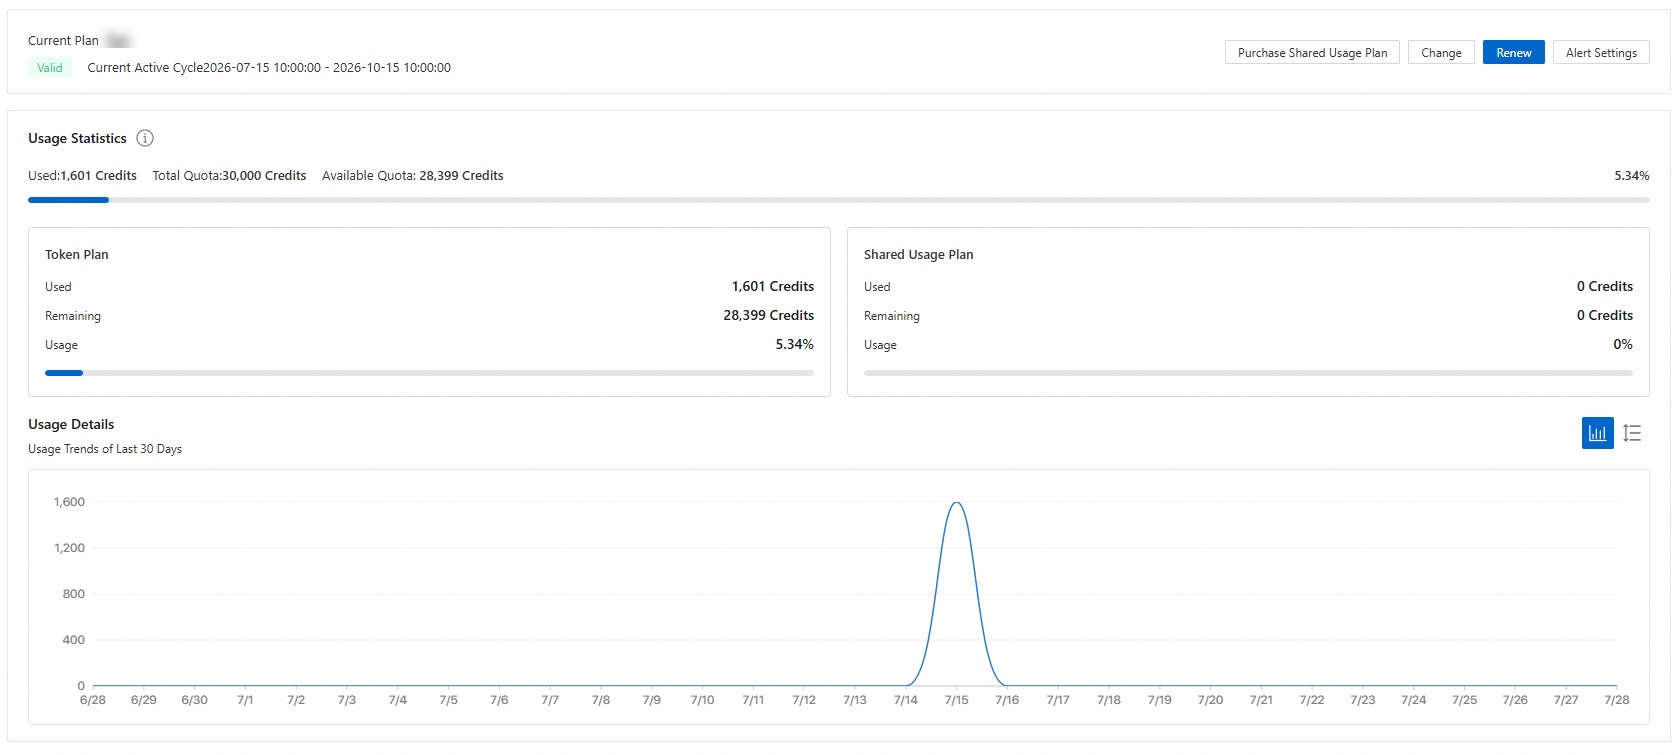 Current Plan
Valid Current Active Cycle2026-07-15 10:00:00 - 2026-10-15 10:00:00
Purchase Shared Usage Plan Change Renew Alert Settings
Usage Statistics
Used:1,601 Credits Total Quota:30,000 Credits Available Quota: 28,399 Credits 5.34%
Token Plan
Used 1,601 Credits
Remaining 28,399 Credits
Usage 5.34%
Shared Usage Plan
Used 0 Credits
Remaining 0 Credits
Usage 0%
Usage Details
Usage Trends of Last 30 Days
1,600
1,200
800
400
0
6/28 6/29 6/30 7/1 7/2 7/3 7/4 7/5 7/6 7/7 7/8 7/9 7/10 7/11 7/12 7/13 7/14 7/15 7/16 7/17 7/18 7/19 7/20 7/21 7/22 7/23 7/24 7/25 7/26 7/27 7/28